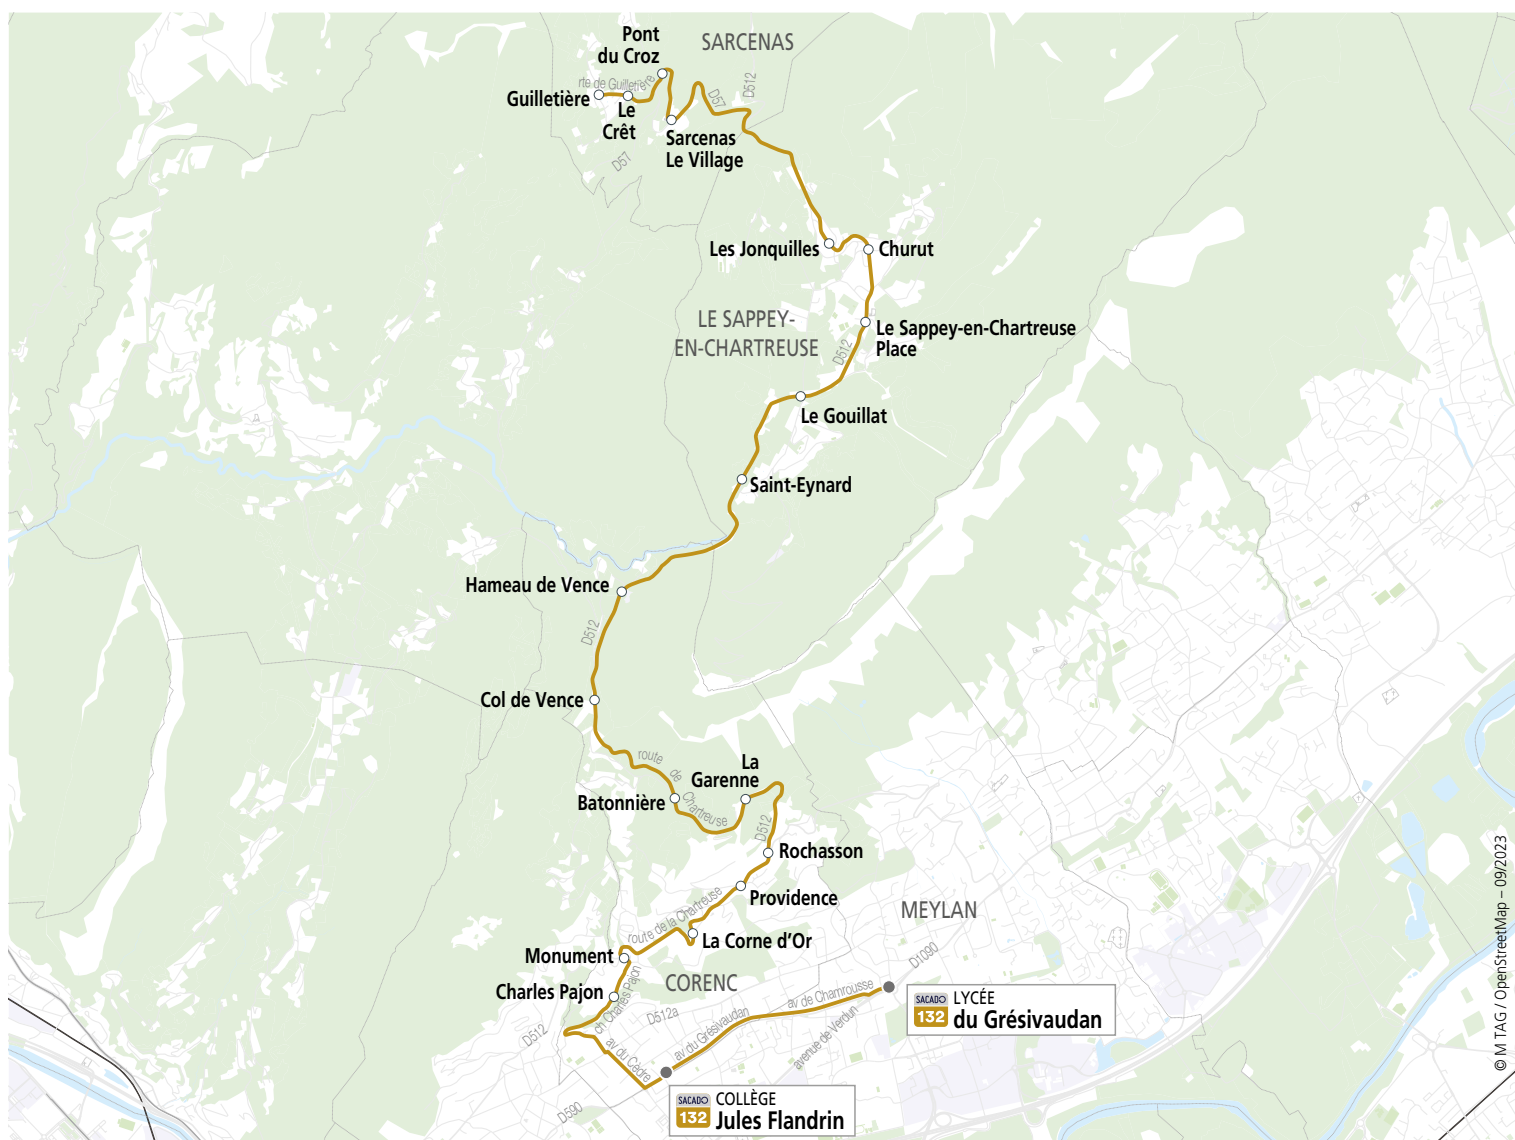 Pont
du Croz
SARCENAS
rte de Guilletière
D57
D512
Guilletière
Le
Crêt
Sarcenas
Le Village
D57
Les Jonquilles
Churut
LE SAPPEY-
EN-CHARTREUSE
Le Sappey-en-Chartreuse
Place
D512
Le Gouillat
Saint-Eynard
Hameau de Vence
D512
Col de Vence
route de Chartreuse
La
Garenne
Batonnière
D512
Rochasson
Providence
route de la Chartreuse
MEYLAN
La Corne d'Or
Monument
D1090
CORENC
Charles Pajon
ch Charles Pajon
av de Chamrousse
SACADO
132
LYCÉE
du Grésivaudan
D512a
av du Grésivaudan
avenue de Verdun
D512
av du Cèdre
D590
SACADO
132
COLLÈGE
Jules Flandrin
© M TAG / OpenStreetMap – 09/2023